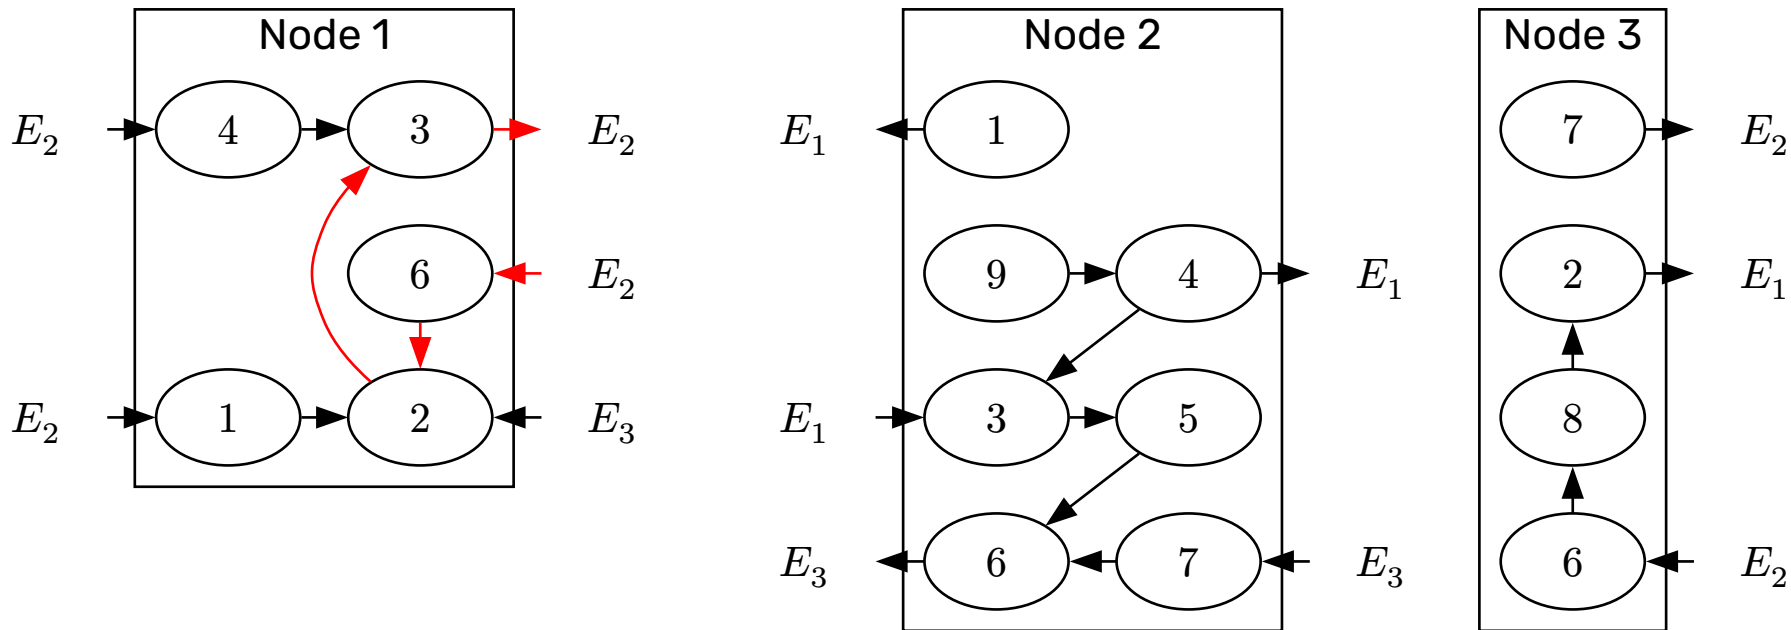 Node 1
Node 2
Node 3
E₂ 4 3 E₂
E₁ 1
7 E₂
6 E₂
9 4 E₁
2 E₁
E₂ 1 2 E₃
E₁ 3 5
8
E₃ 6 7 E₃
6 E₂